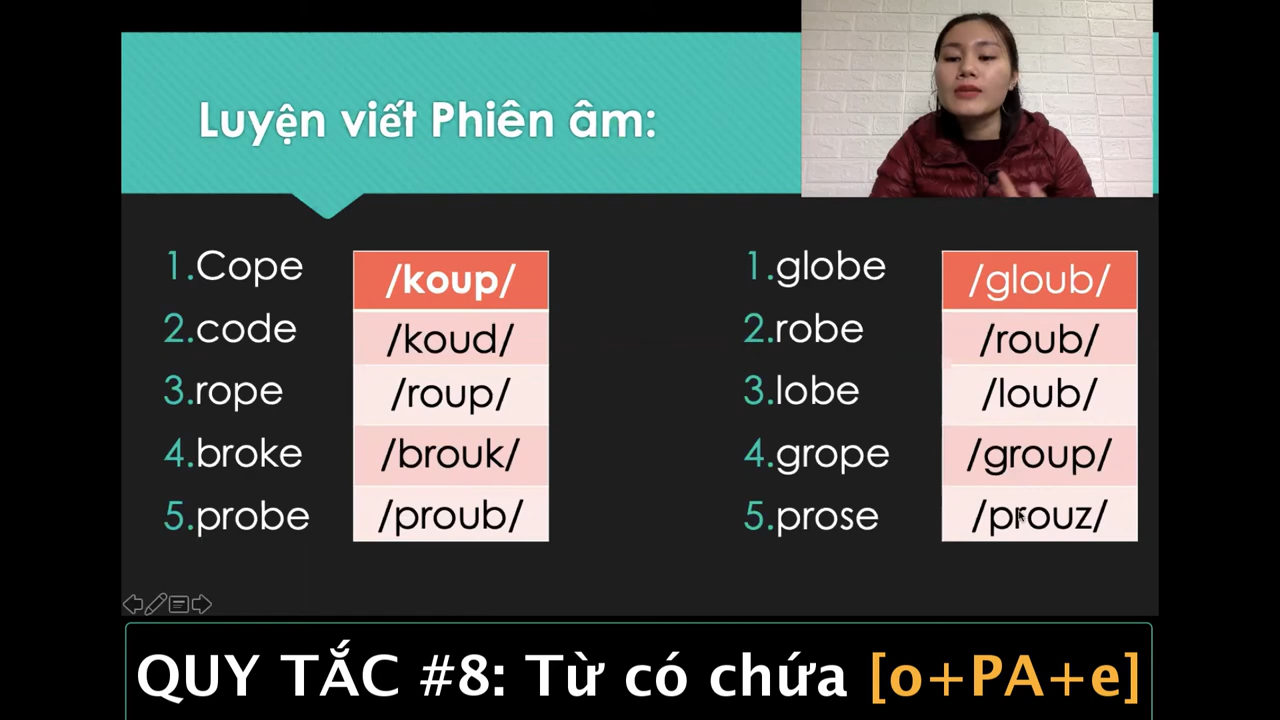 Luyện viết Phiên âm:
1.Cope /koup/
2.code /koud/
3.rope /roup/
4.broke /brouk/
5.probe /proub/
1.globe /gloub/
2.robe /roub/
3.lobe /loub/
4.grope /group/
5.prose /prouz/
QUY TẮC #8: Từ có chứa [o+PA+e]